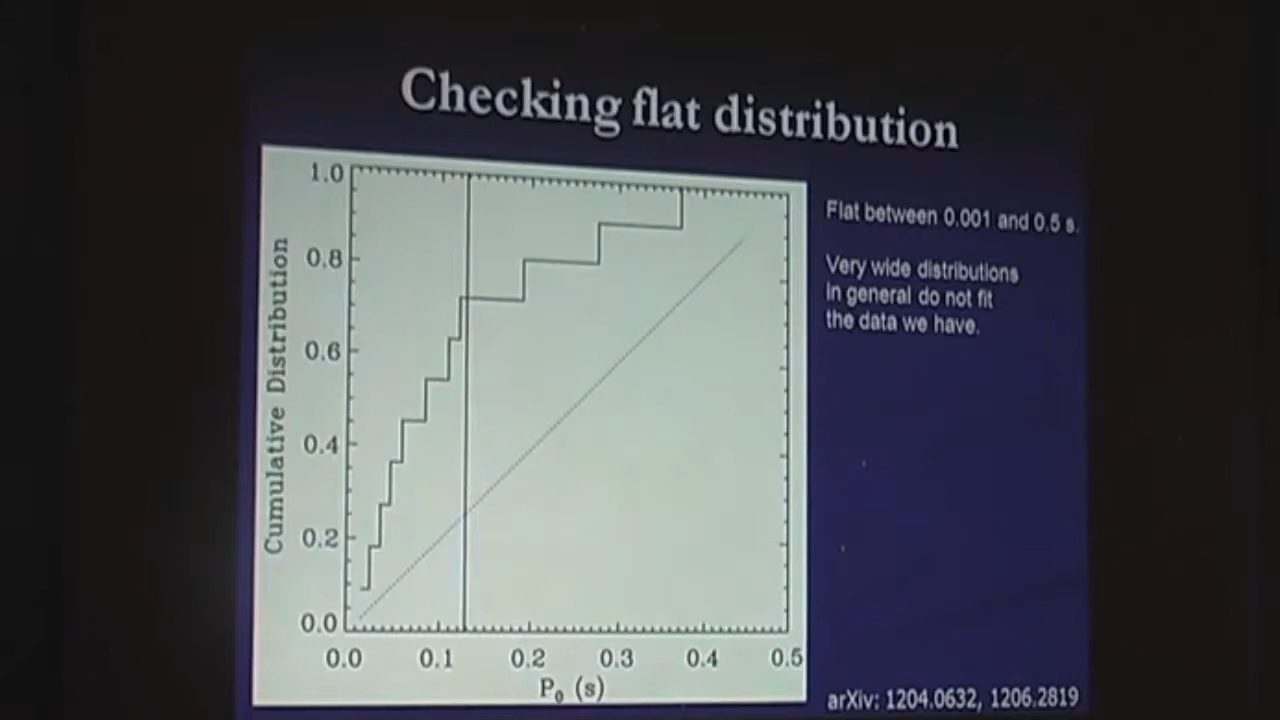 Checking flat distribution
1.0
0.8
0.6
0.4
0.2
0.0
Cumulative Distribution
0.0 0.1 0.2 0.3 0.4 0.5
P₀ (s)
Flat between 0.001 and 0.5 s.
Very wide distributions
in general do not fit
the data we have.
arXiv: 1204.0632, 1206.2819